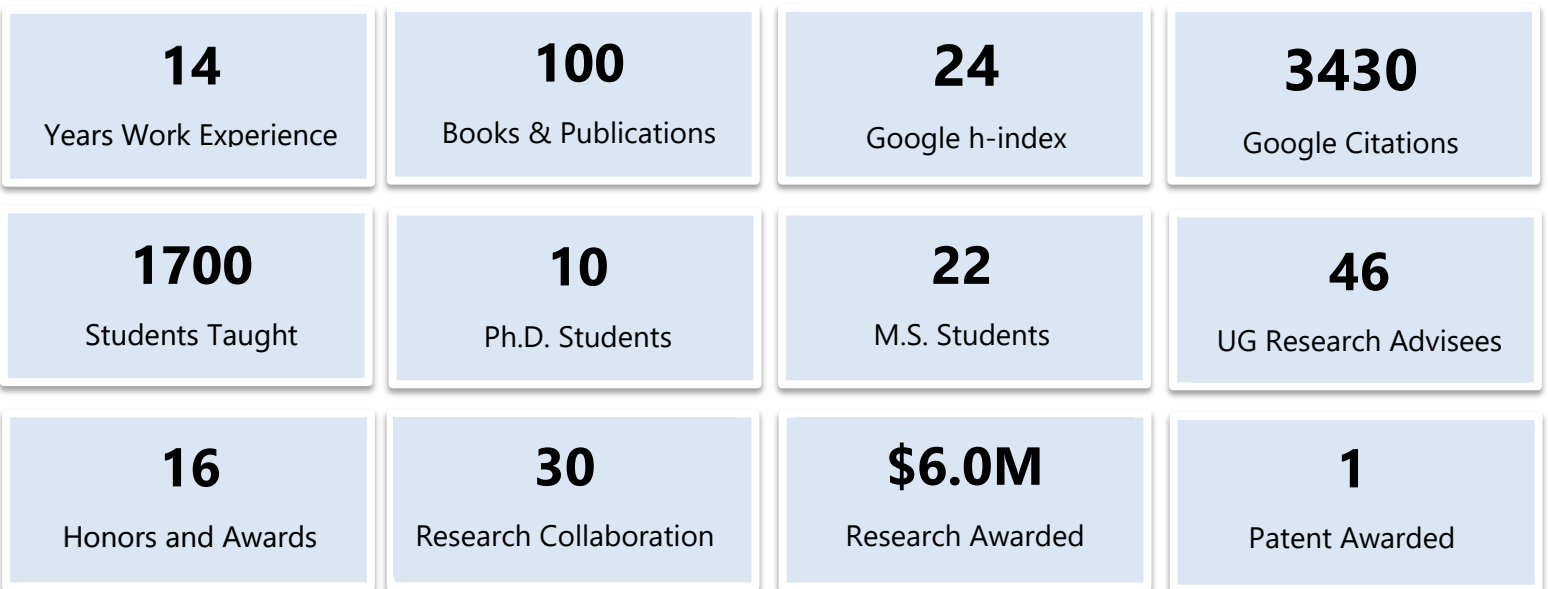 14
Years Work Experience
100
Books & Publications
24
Google h-index
3430
Google Citations
1700
Students Taught
10
Ph.D. Students
22
M.S. Students
46
UG Research Advisees
16
Honors and Awards
30
Research Collaboration
$6.0M
Research Awarded
1
Patent Awarded